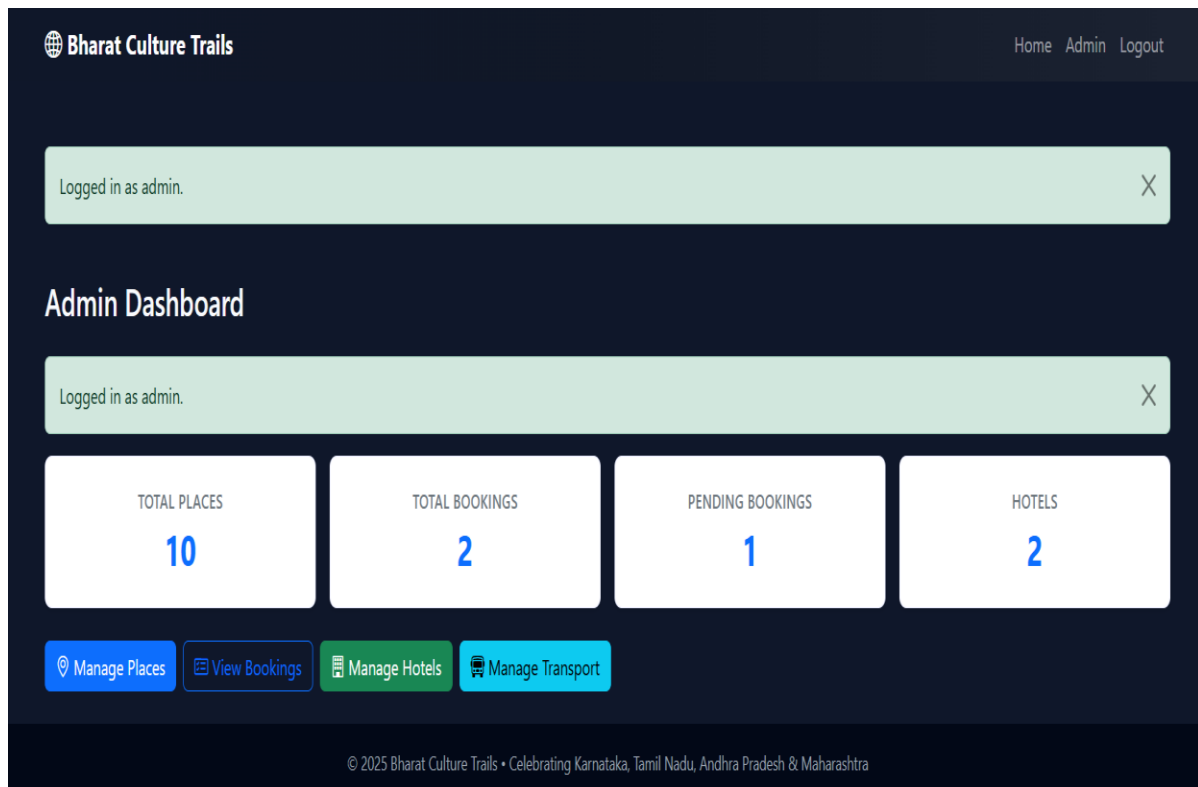 Bharat Culture Trails
Home Admin Logout
Logged in as admin.
Admin Dashboard
Logged in as admin.
TOTAL PLACES
10
TOTAL BOOKINGS
2
PENDING BOOKINGS
1
HOTELS
2
Manage Places
View Bookings
Manage Hotels
Manage Transport
© 2025 Bharat Culture Trails • Celebrating Karnataka, Tamil Nadu, Andhra Pradesh & Maharashtra